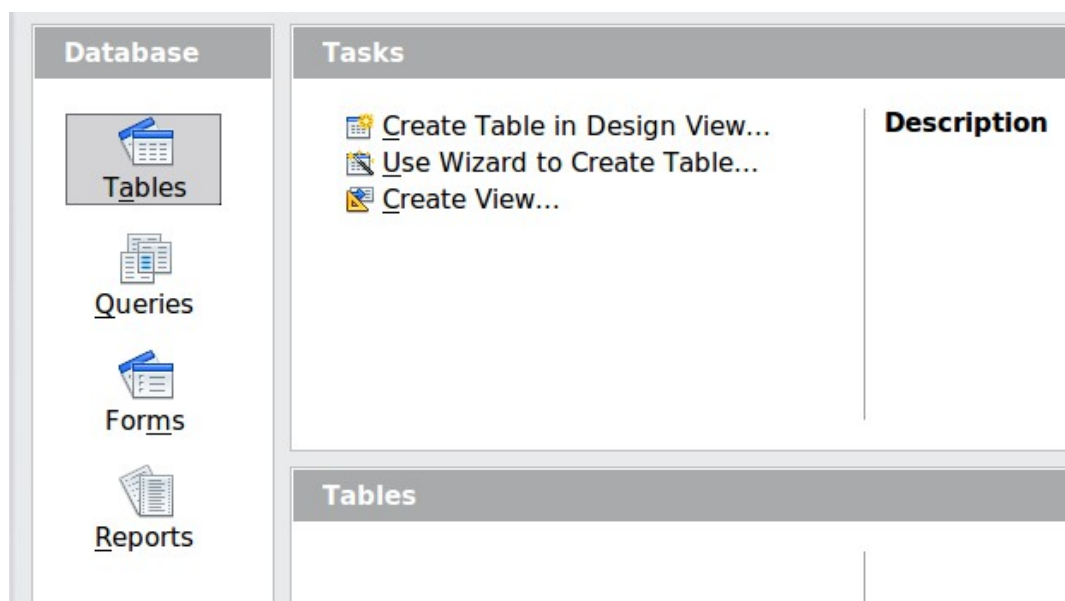 Database
Tables
Queries
Forms
Reports
Tasks
Create Table in Design View...
Use Wizard to Create Table...
Create View...
Description
Tables